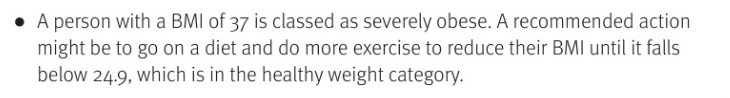 • A person with a BMI of 37 is classed as severely obese. A recommended action
might be to go on a diet and do more exercise to reduce their BMI until it falls
below 24.9, which is in the healthy weight category.